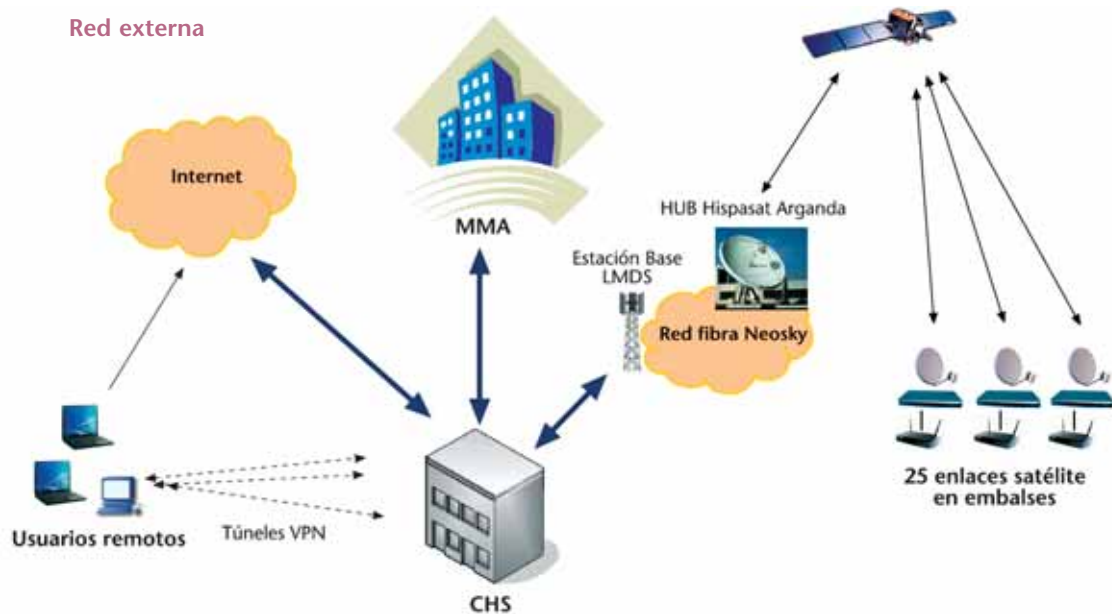 Red externa
Internet
MMA
HUB Hispasat Arganda
Estación Base
LMDS
Red fibra Neosky
25 enlaces satélite
en embalses
Usuarios remotos
Túneles VPN
CHS